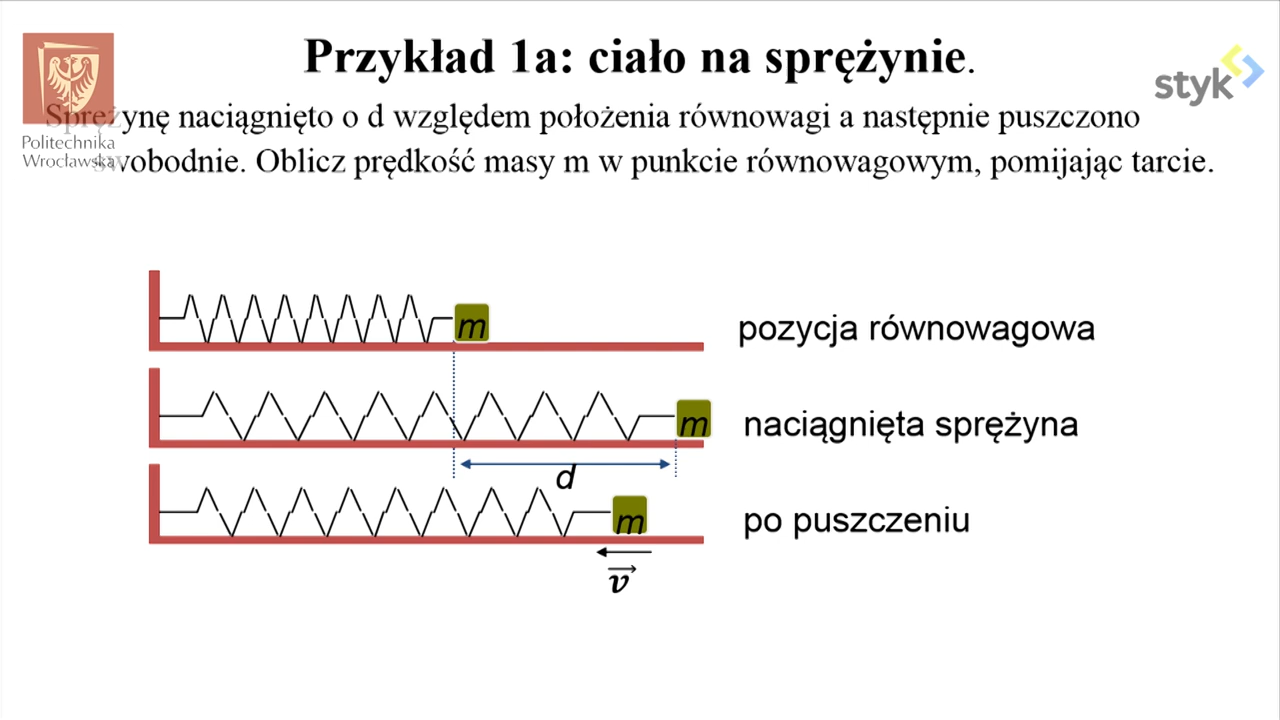 Przykład 1a: ciało na sprężynie.
styk
Sprężynę naciągnięto o d względem położenia równowagi a następnie puszczono
swobodnie. Oblicz prędkość masy m w punkcie równowagowym, pomijając tarcie.
Politechnika
Wrocławska
m
pozycja równowagowa
m
naciągnięta sprężyna
d
m
po puszczeniu
v